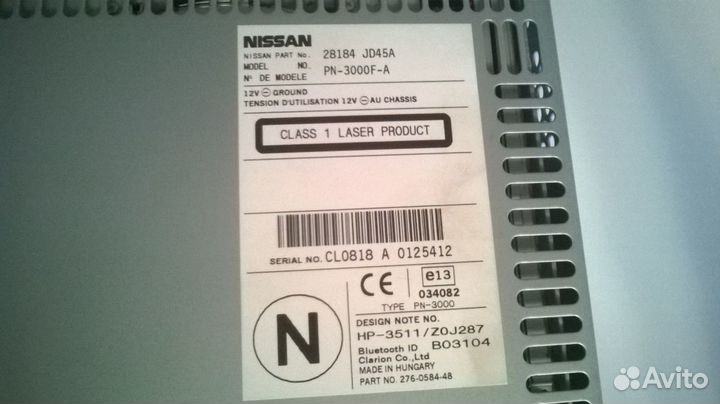 NISSAN
NISSAN PART No. 28184 JD45A
MODEL NO. PN-3000F-A
N° DE MODELE
12V ⊖ GROUND
TENSION D'UTILISATION 12V ⊖ AU CHASSIS
CLASS 1 LASER PRODUCT
SERIAL NO. CL0818 A 0125412
CE e13
034082
TYPE PN-3000
N
DESIGN NOTE NO.
HP-3511/Z0J287
Bluetooth ID B03104
Clarion Co.,Ltd
MADE IN HUNGARY
PART NO. 276-0584-48
Avito